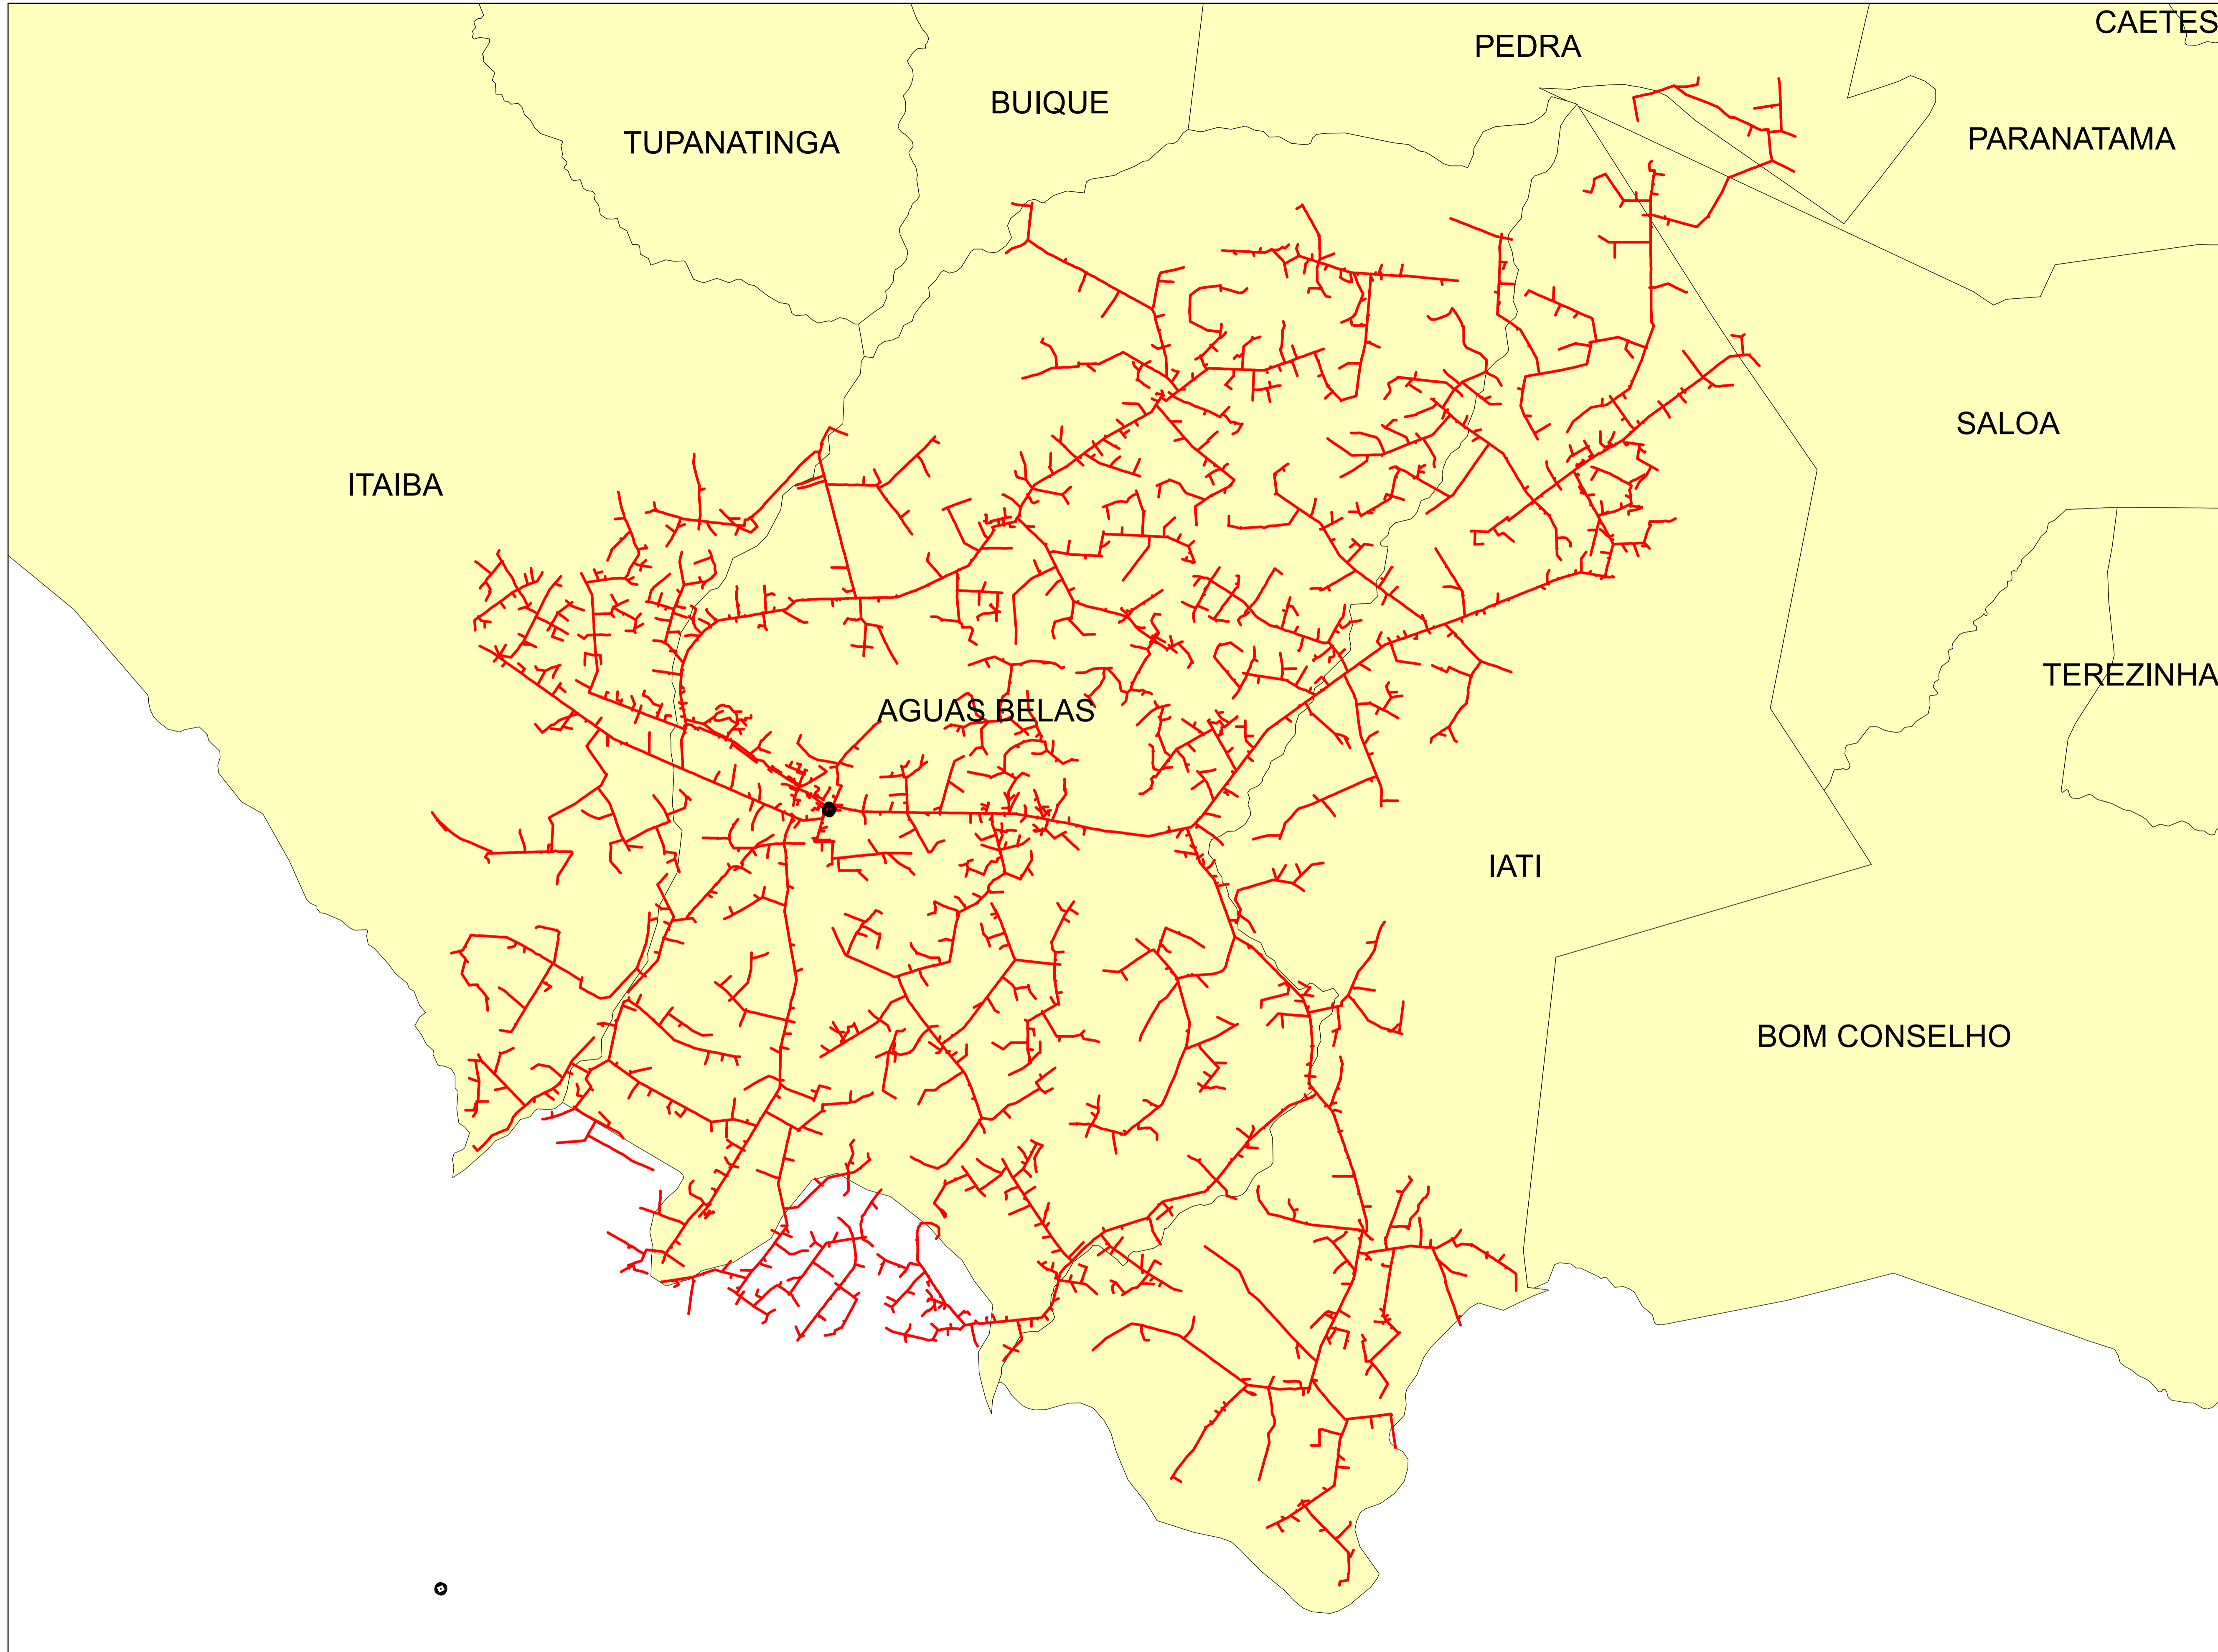 CAETES
PEDRA
BUIQUE
TUPANATINGA
PARANATAMA
SALOA
ITAIBA
TEREZINHA
AGUAS BELAS
IATI
BOM CONSELHO